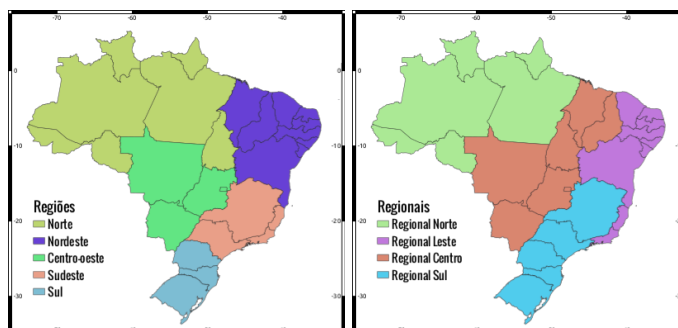 -70 -60 -50 -40
0
-10
-20
-30
Regiões
Norte
Nordeste
Centro-oeste
Sudeste
Sul
-70 -60 -50 -40
0
-10
-20
-30
Regionais
Regional Norte
Regional Leste
Regional Centro
Regional Sul